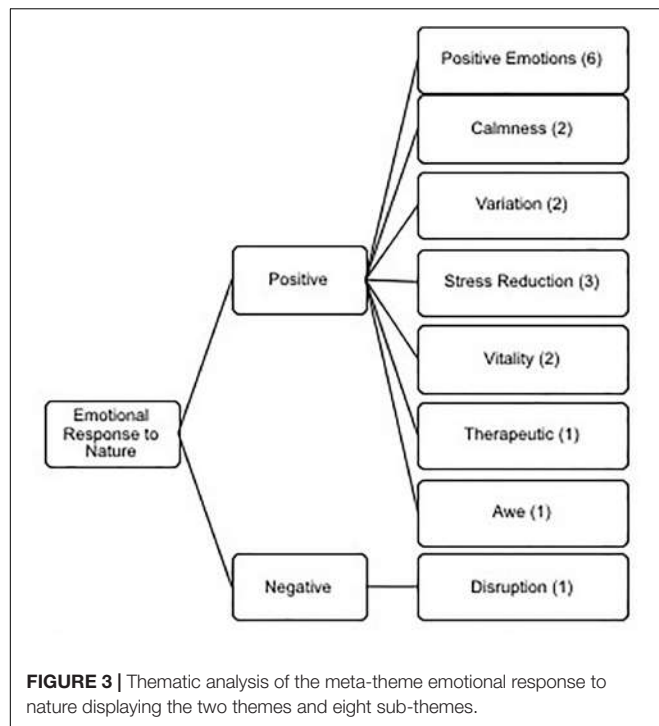 Positive Emotions (6)
Calmness (2)
Variation (2)
Positive
Stress Reduction (3)
Vitality (2)
Emotional
Response to
Nature
Therapeutic (1)
Awe (1)
Negative
Disruption (1)
FIGURE 3 | Thematic analysis of the meta-theme emotional response to
nature displaying the two themes and eight sub-themes.